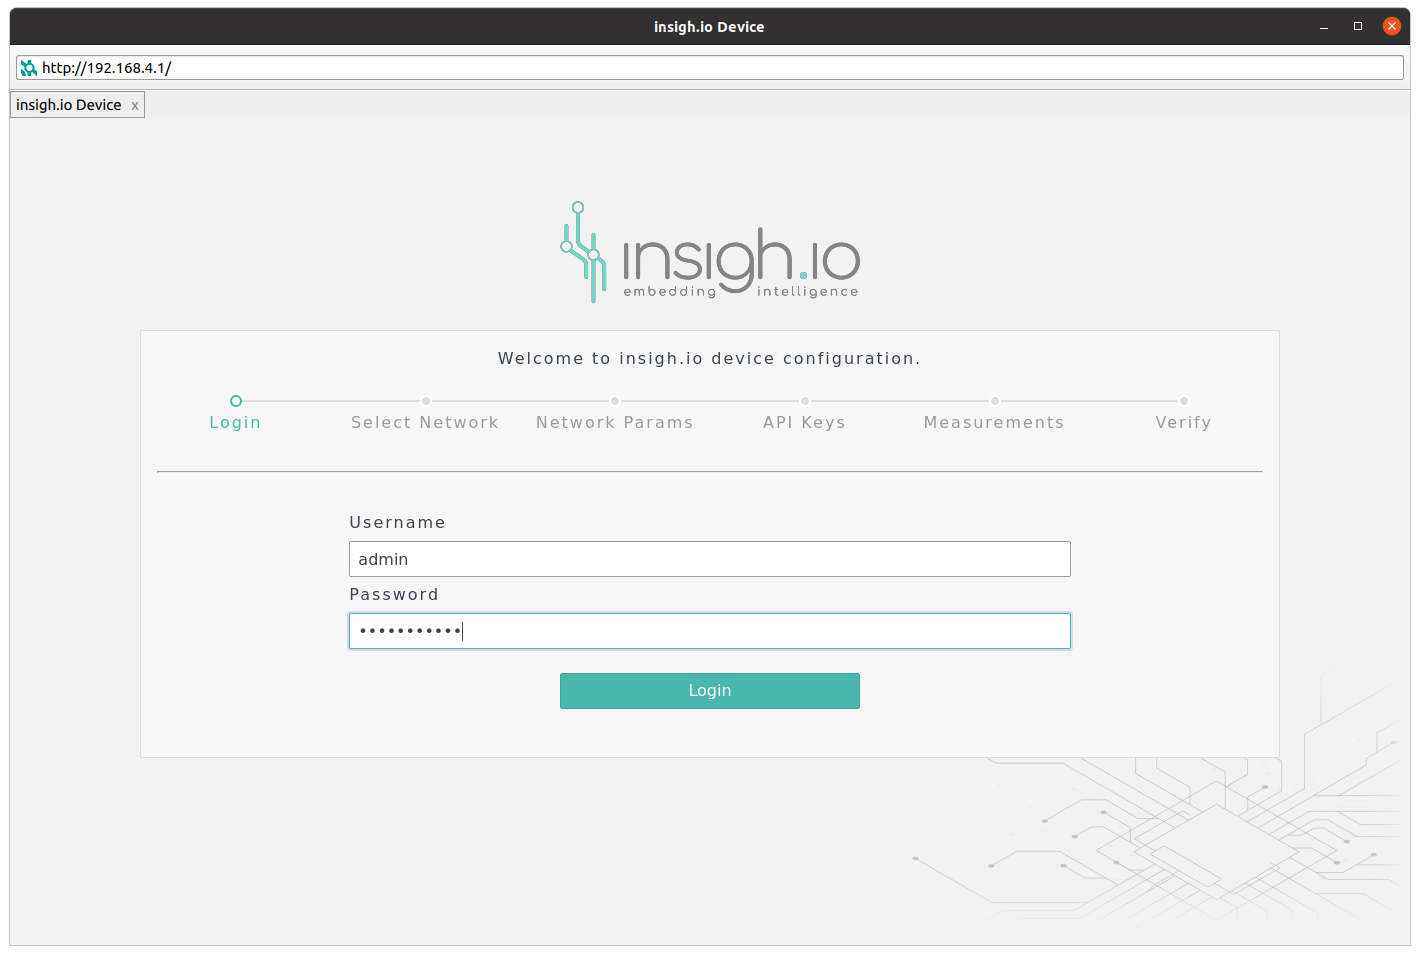 insigh.io Device
http://192.168.4.1/
insigh.io Device x
insigh.io
embedding intelligence
Welcome to insigh.io device configuration.
Login Select Network Network Params API Keys Measurements Verify
Username
admin
Password
•••••••••••
Login